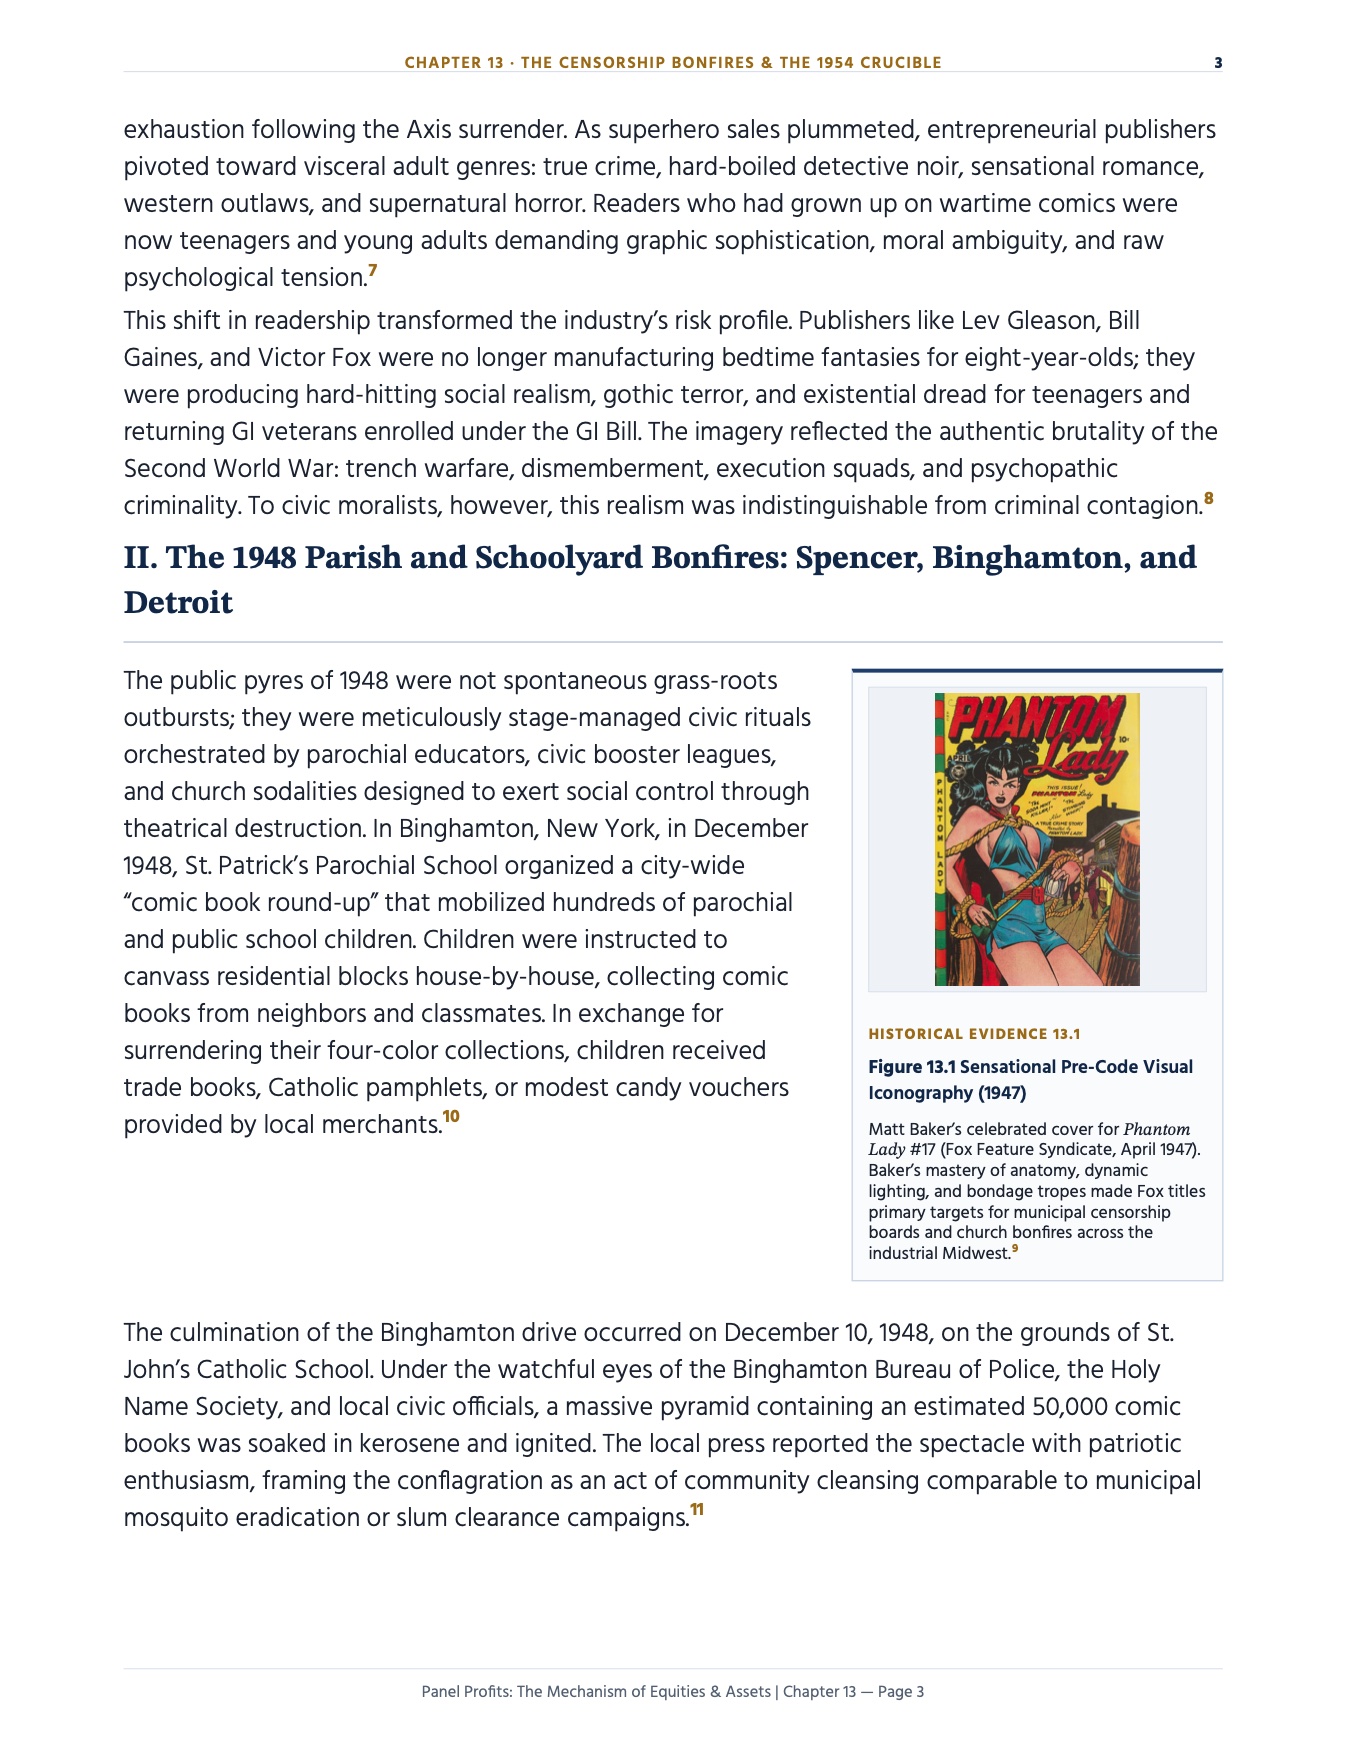 CHAPTER 13 · THE CENSORSHIP BONFIRES & THE 1954 CRUCIBLE
3
exhaustion following the Axis surrender. As superhero sales plummeted, entrepreneurial publishers
pivoted toward visceral adult genres: true crime, hard-boiled detective noir, sensational romance,
western outlaws, and supernatural horror. Readers who had grown up on wartime comics were
now teenagers and young adults demanding graphic sophistication, moral ambiguity, and raw
psychological tension.7
This shift in readership transformed the industry’s risk profile. Publishers like Lev Gleason, Bill
Gaines, and Victor Fox were no longer manufacturing bedtime fantasies for eight-year-olds; they
were producing hard-hitting social realism, gothic terror, and existential dread for teenagers and
returning GI veterans enrolled under the GI Bill. The imagery reflected the authentic brutality of the
Second World War: trench warfare, dismemberment, execution squads, and psychopathic
criminality. To civic moralists, however, this realism was indistinguishable from criminal contagion.8
II. The 1948 Parish and Schoolyard Bonfires: Spencer, Binghamton, and
Detroit
The public pyres of 1948 were not spontaneous grass-roots
outbursts; they were meticulously stage-managed civic rituals
orchestrated by parochial educators, civic booster leagues,
and church sodalities designed to exert social control through
theatrical destruction. In Binghamton, New York, in December
1948, St. Patrick’s Parochial School organized a city-wide
“comic book round-up” that mobilized hundreds of parochial
and public school children. Children were instructed to
canvass residential blocks house-by-house, collecting comic
books from neighbors and classmates. In exchange for
surrendering their four-color collections, children received
trade books, Catholic pamphlets, or modest candy vouchers
provided by local merchants.10
PHANTOM
Lady
10¢
APRIL
PHANTOM LADY
THIS ISSUE!
PHANTOM Lady
A TRUE CRIME STORY
PHANTOM LADY
HISTORICAL EVIDENCE 13.1
Figure 13.1 Sensational Pre-Code Visual
Iconography (1947)
Matt Baker’s celebrated cover for Phantom
Lady #17 (Fox Feature Syndicate, April 1947).
Baker’s mastery of anatomy, dynamic
lighting, and bondage tropes made Fox titles
primary targets for municipal censorship
boards and church bonfires across the
industrial Midwest.9
The culmination of the Binghamton drive occurred on December 10, 1948, on the grounds of St.
John’s Catholic School. Under the watchful eyes of the Binghamton Bureau of Police, the Holy
Name Society, and local civic officials, a massive pyramid containing an estimated 50,000 comic
books was soaked in kerosene and ignited. The local press reported the spectacle with patriotic
enthusiasm, framing the conflagration as an act of community cleansing comparable to municipal
mosquito eradication or slum clearance campaigns.11
Panel Profits: The Mechanism of Equities & Assets | Chapter 13 — Page 3